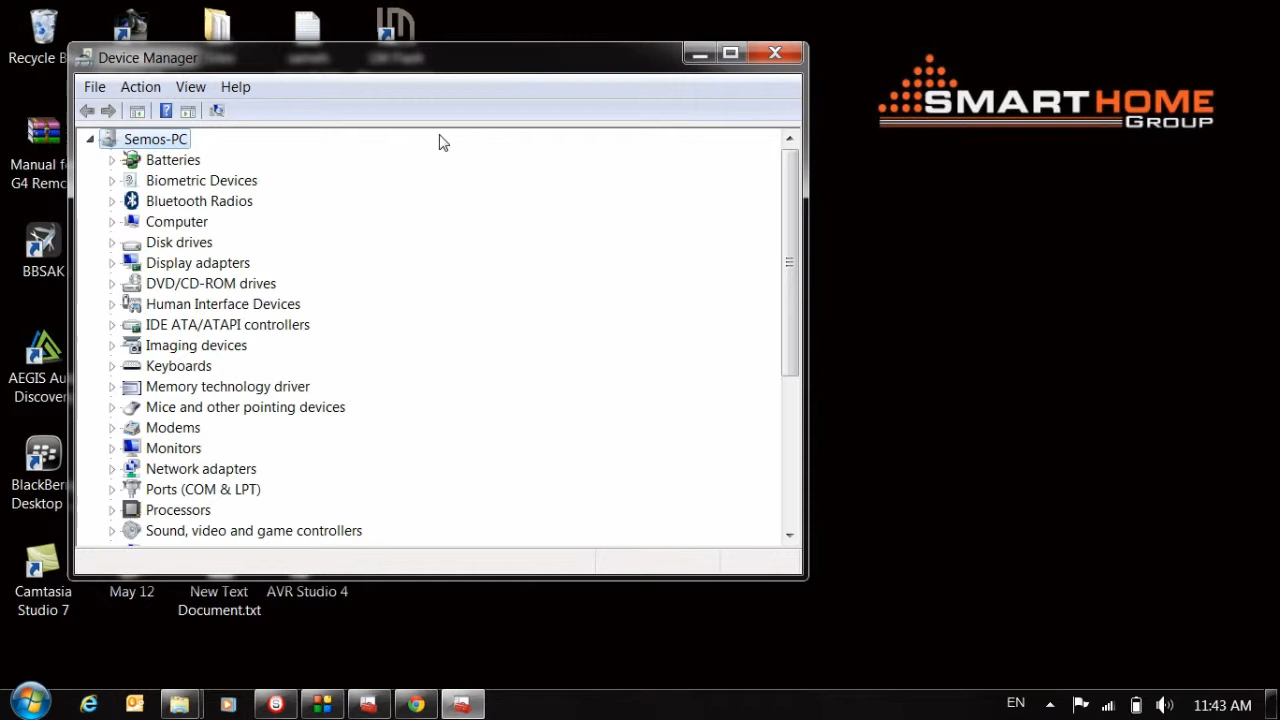 Recycle B
Device Manager
File Action View Help
SMART HOME
GROUP
Semos-PC
Batteries
Biometric Devices
Bluetooth Radios
Computer
Disk drives
Display adapters
DVD/CD-ROM drives
Human Interface Devices
IDE ATA/ATAPI controllers
Imaging devices
Keyboards
Memory technology driver
Mice and other pointing devices
Modems
Monitors
Network adapters
Ports (COM & LPT)
Processors
Sound, video and game controllers
Manual fo
G4 Remc
BBSAK
AEGIS Au
Discover
BlackBer
Desktop
Camtasia
Studio 7
May 12
New Text
Document.txt
AVR Studio 4
EN
11:43 AM